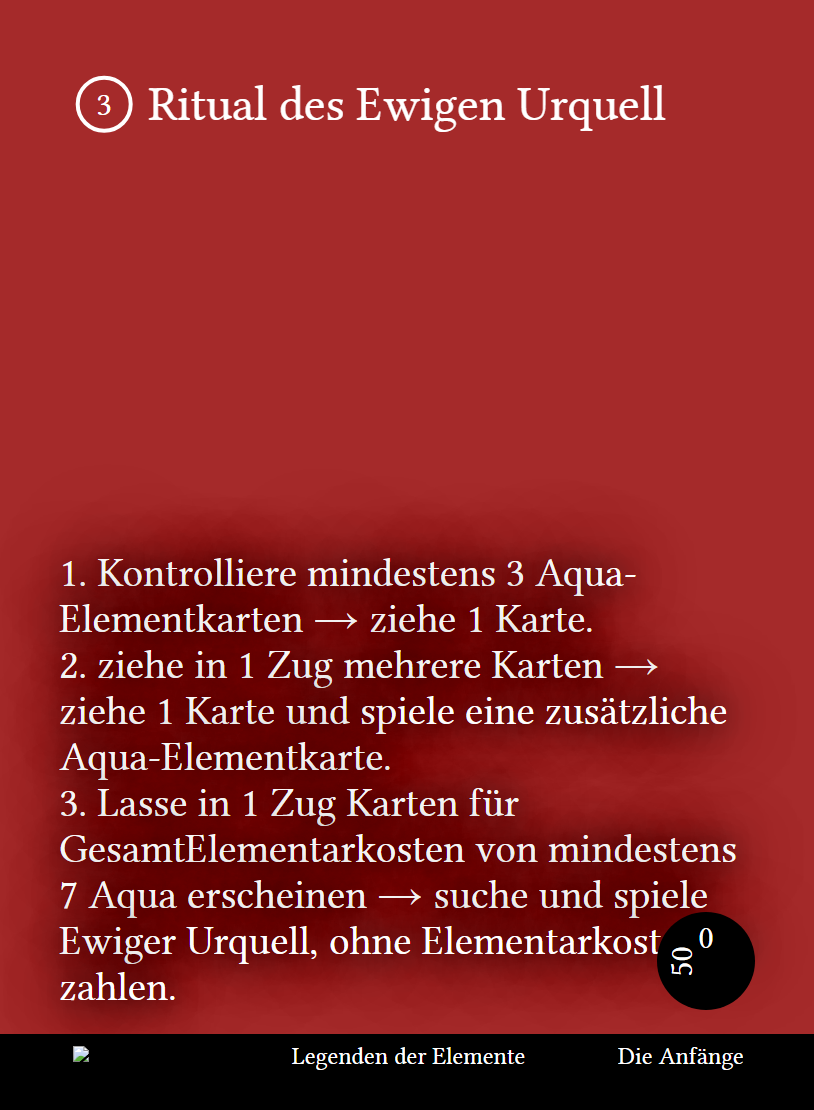 3 Ritual des Ewigen Urquell
1. Kontrolliere mindestens 3 Aqua-
Elementkarten → ziehe 1 Karte.
2. ziehe in 1 Zug mehrere Karten →
ziehe 1 Karte und spiele eine zusätzliche
Aqua-Elementkarte.
3. Lasse in 1 Zug Karten für
GesamtElementarkosten von mindestens
7 Aqua erscheinen → suche und spiele
Ewiger Urquell, ohne Elementarkost
zahlen.
0
50
Legenden der Elemente
Die Anfänge